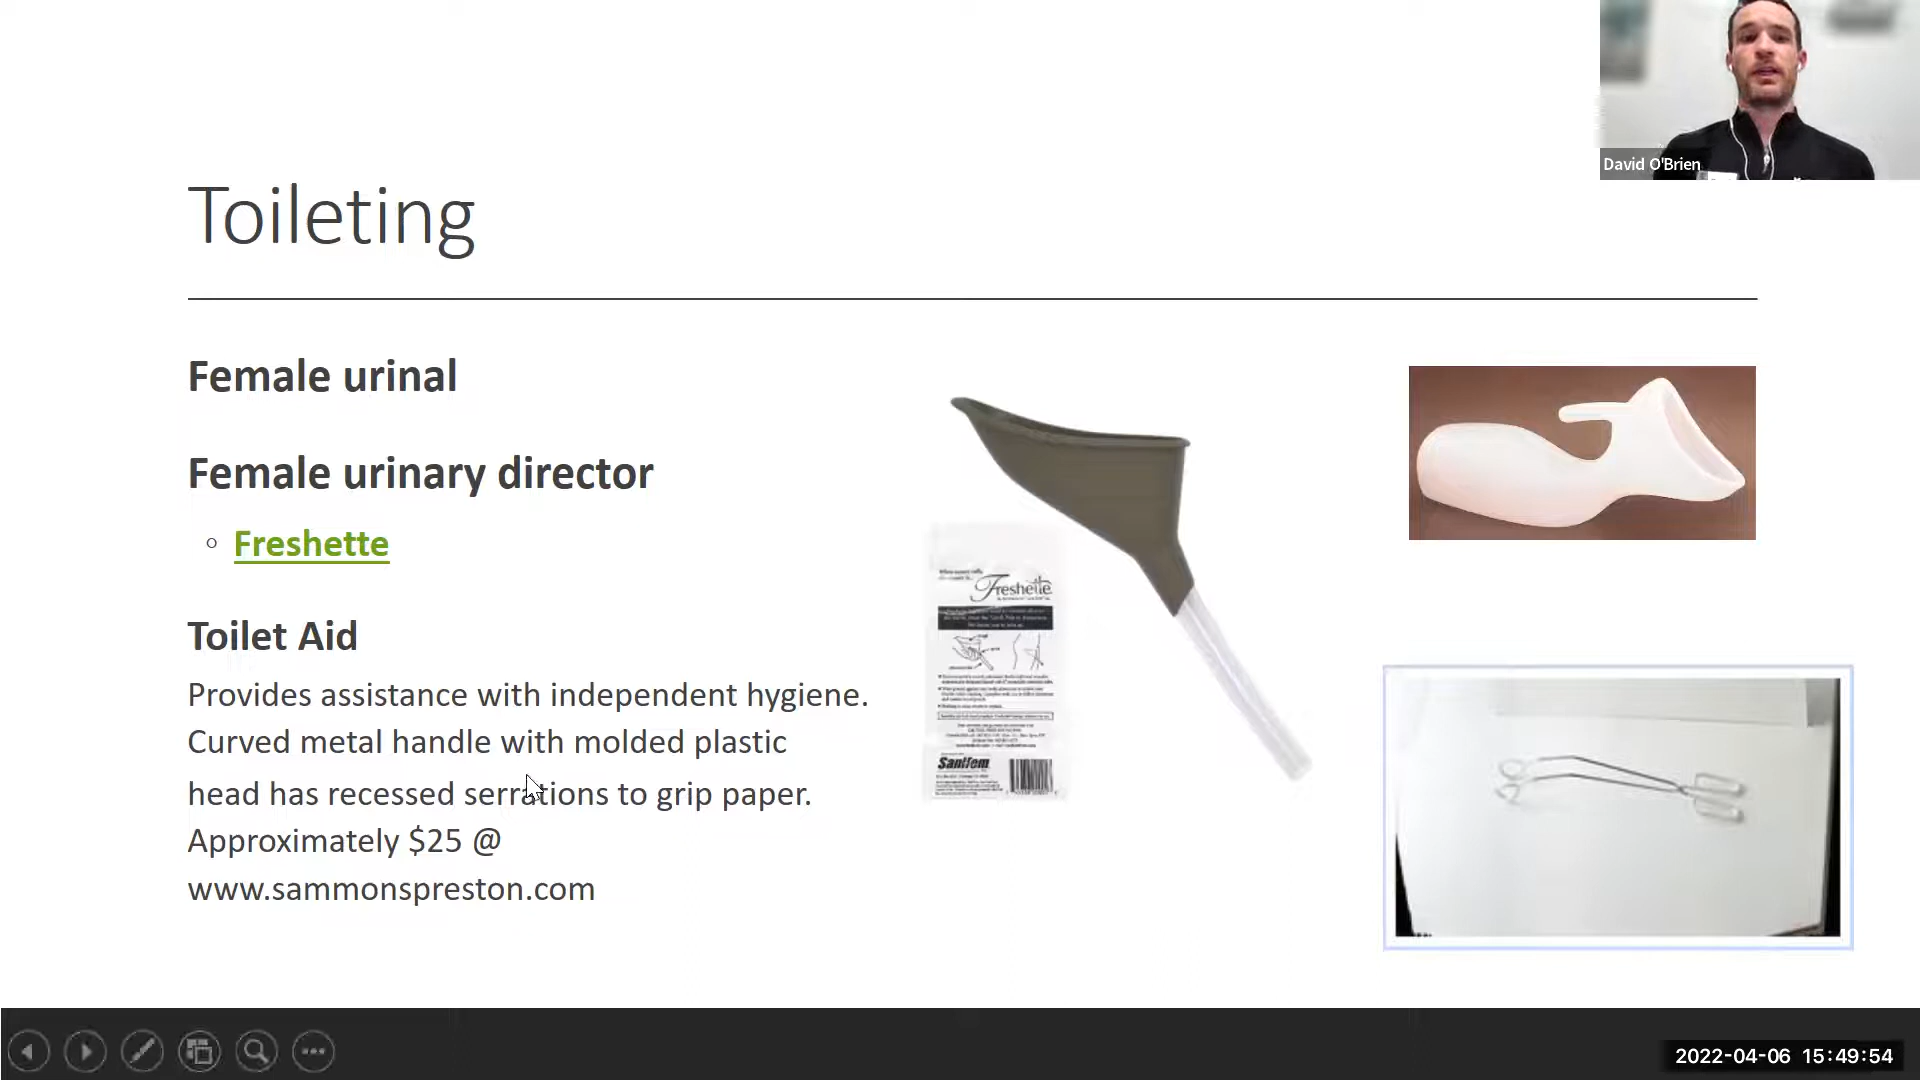 David O'Brien
Toileting
Female urinal
Female urinary director
Freshette
Toilet Aid
Provides assistance with independent hygiene.
Curved metal handle with molded plastic
head has recessed serrations to grip paper.
Approximately $25 @
www.sammonspreston.com
Freshette
Sanifem
2022-04-06 15:49:54